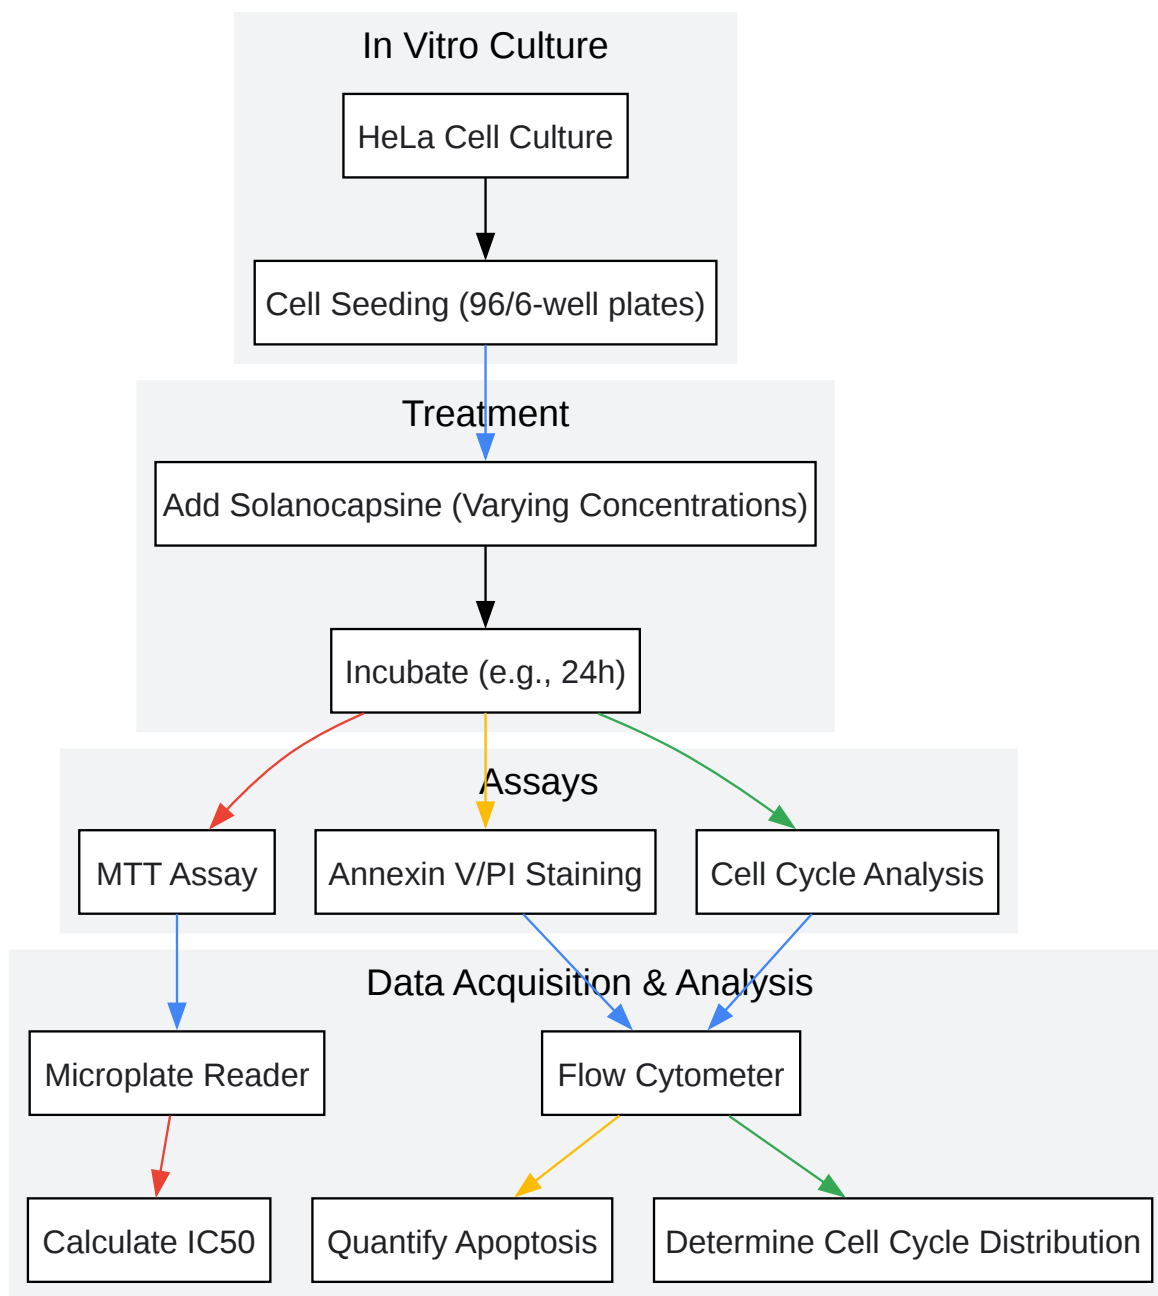 In Vitro Culture
HeLa Cell Culture
Cell Seeding (96/6-well plates)
Treatment
Add Solanocapsine (Varying Concentrations)
Incubate (e.g., 24h)
Assays
MTT Assay
Annexin V/PI Staining
Cell Cycle Analysis
Data Acquisition & Analysis
Microplate Reader
Flow Cytometer
Calculate IC50
Quantify Apoptosis
Determine Cell Cycle Distribution